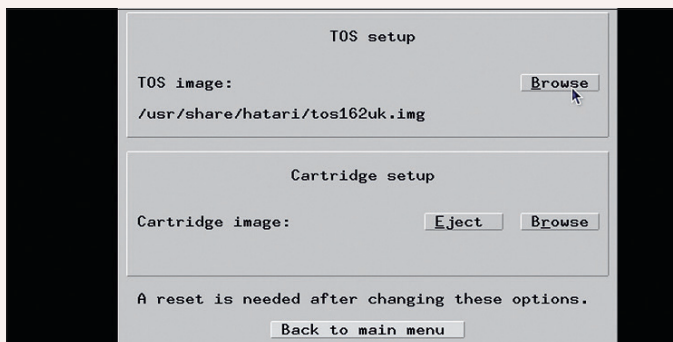 TOS setup
TOS image: Browse
/usr/share/hatari/tos162uk.img
Cartridge setup
Cartridge image: Eject Browse
A reset is needed after changing these options.
Back to main menu